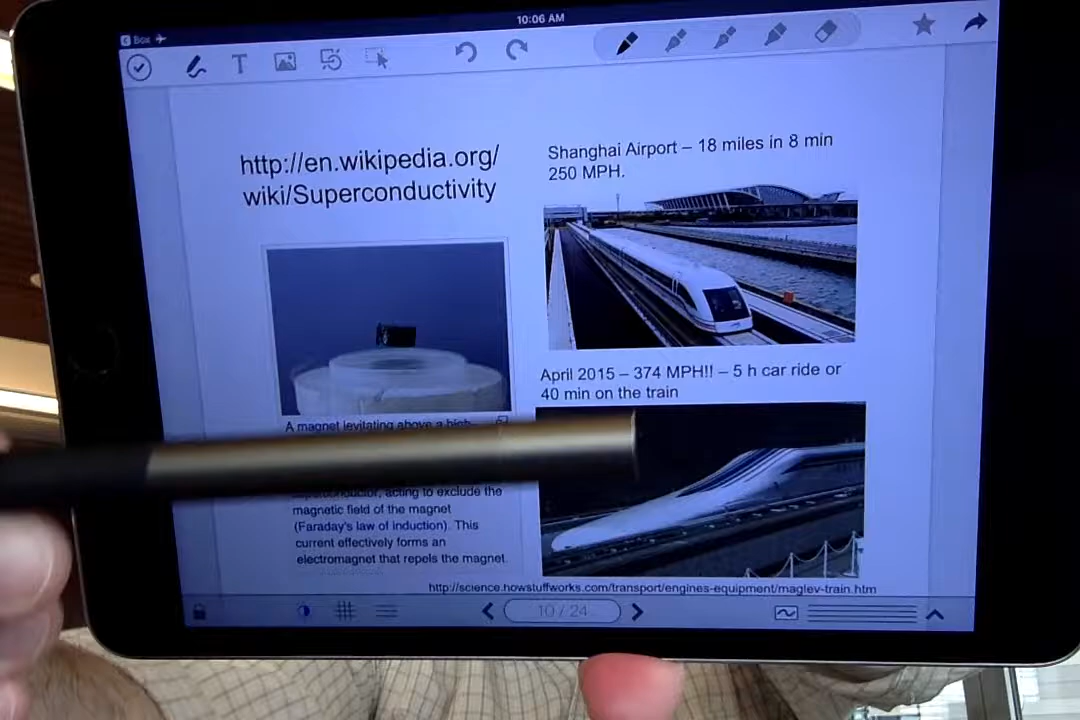 10:06 AM
Box
T
http://en.wikipedia.org/
wiki/Superconductivity
A magnet levitating above a high-
superconductor, acting to exclude the
magnetic field of the magnet
(Faraday's law of induction). This
current effectively forms an
electromagnet that repels the magnet.
Shanghai Airport – 18 miles in 8 min
250 MPH.
April 2015 – 374 MPH!! – 5 h car ride or
40 min on the train
http://science.howstuffworks.com/transport/engines-equipment/maglev-train.htm
10 / 24